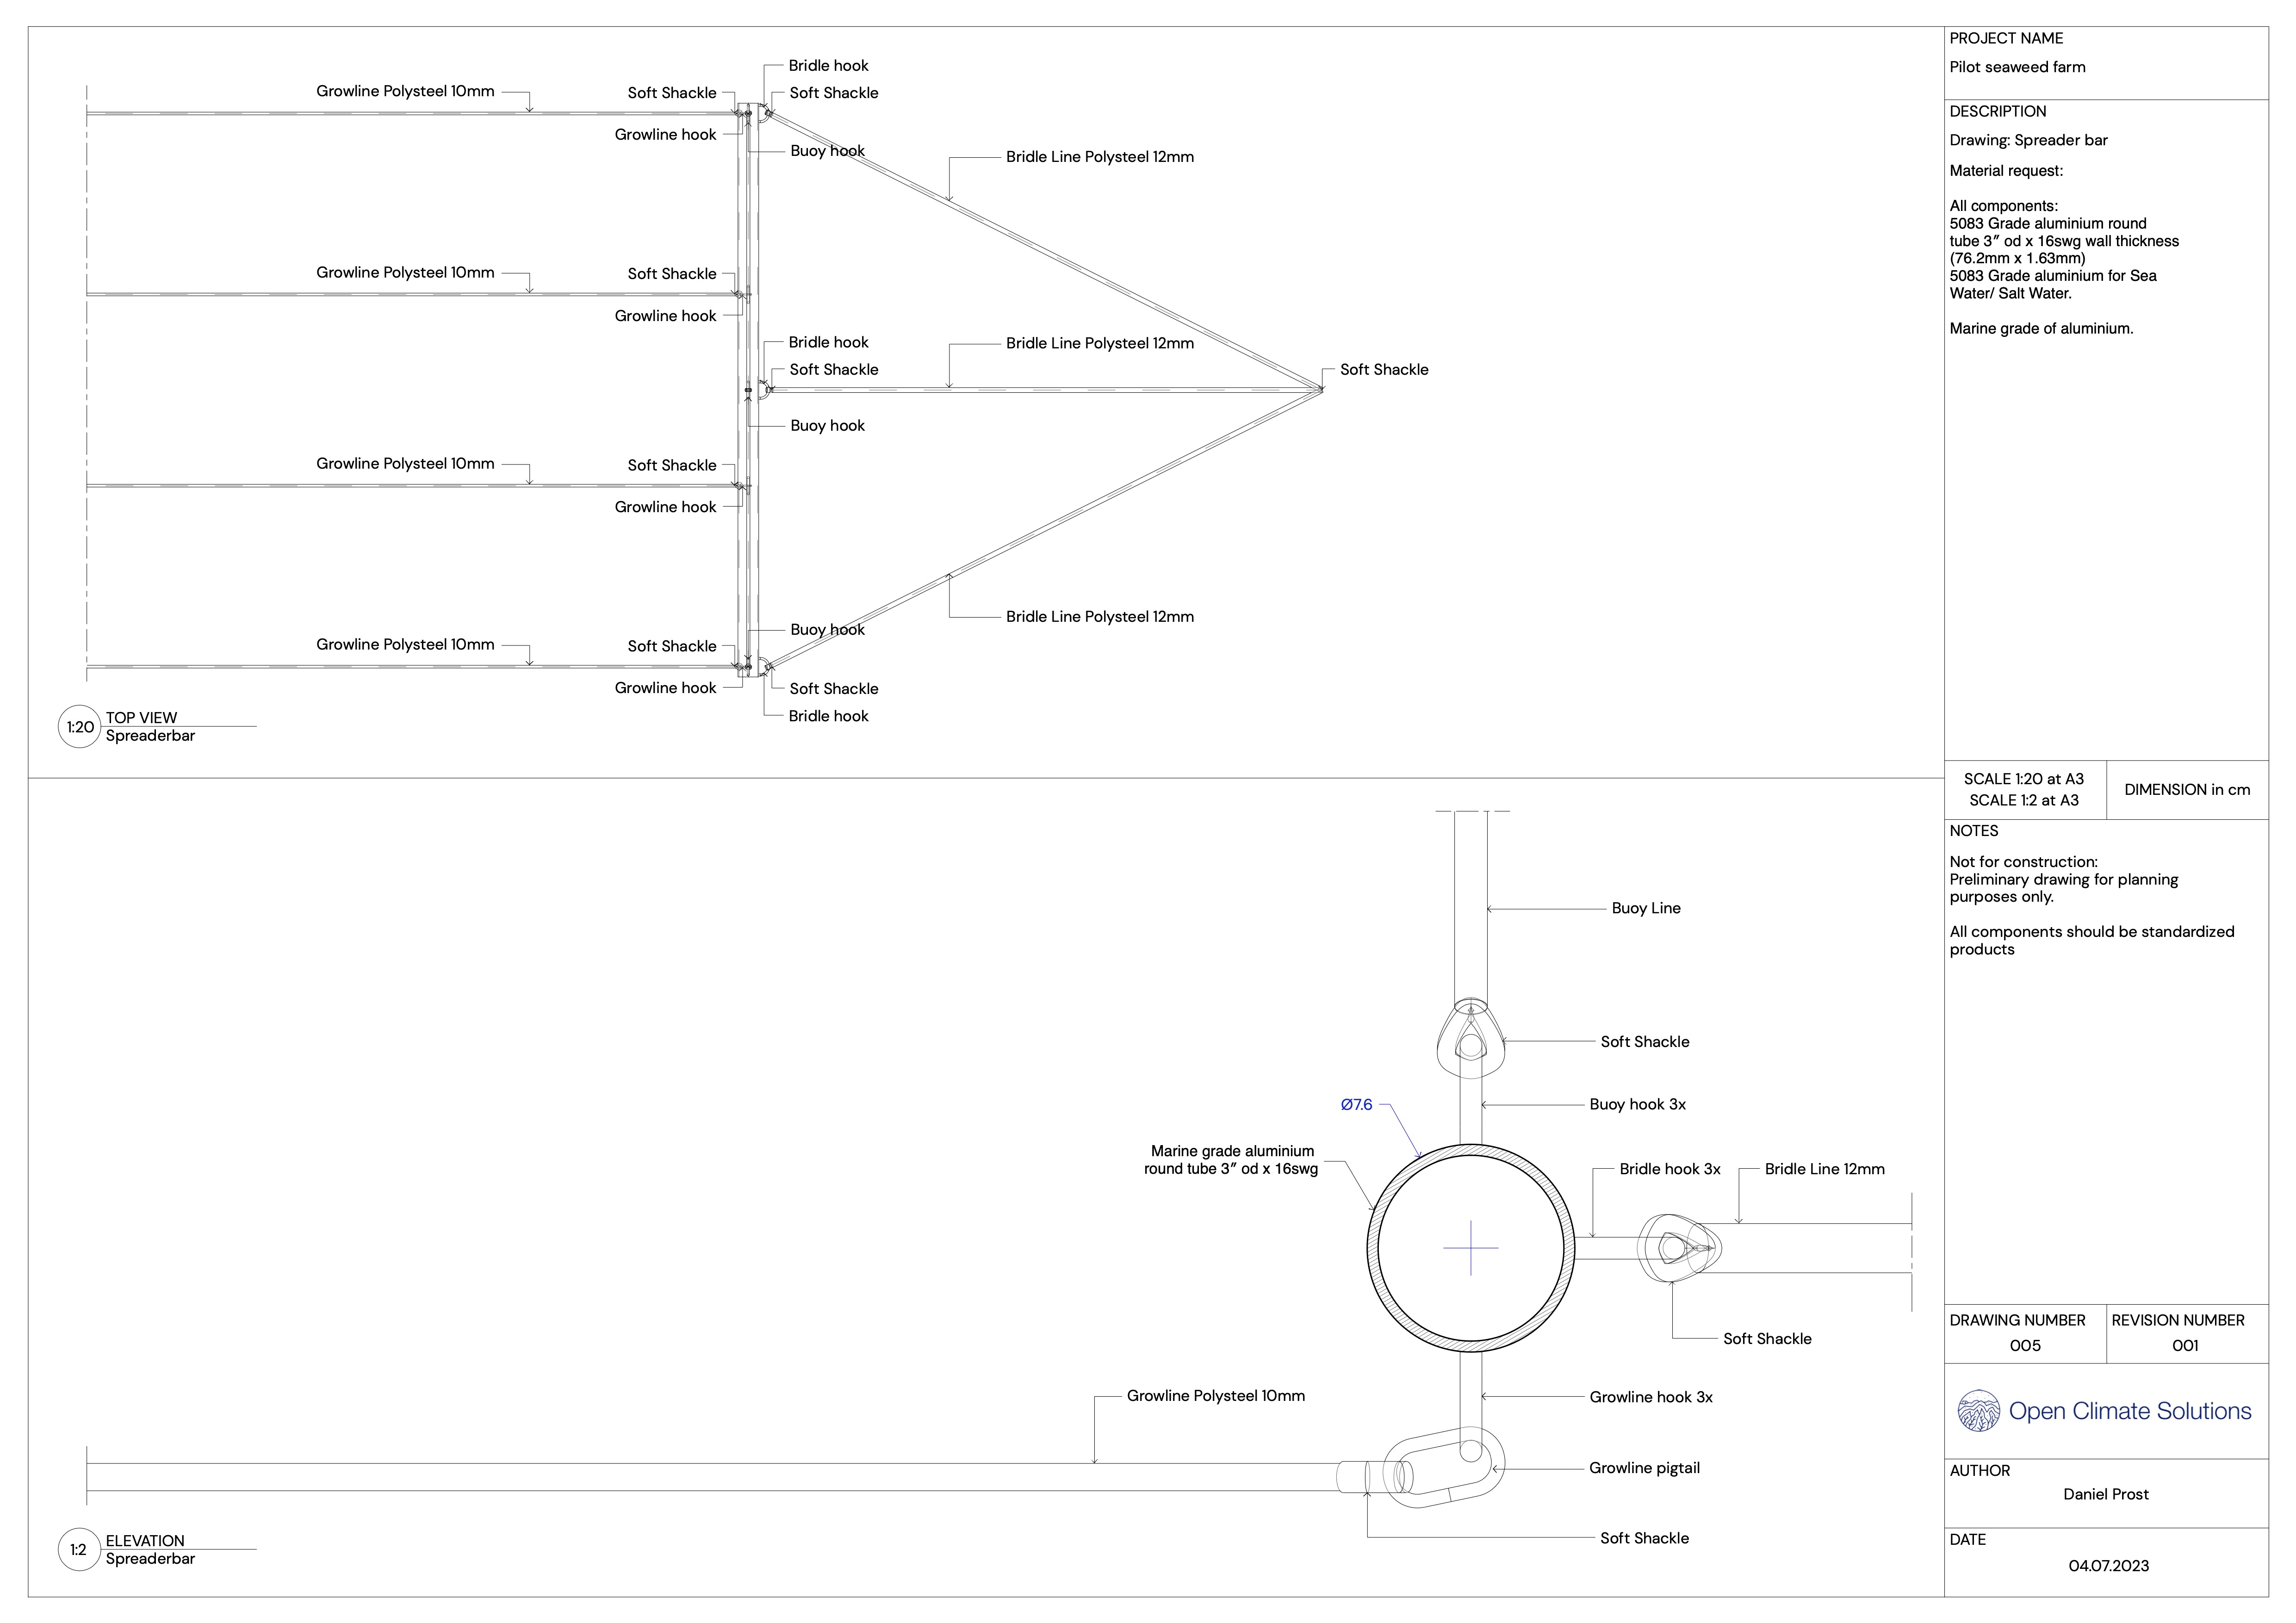 Bridle hook
Growline Polysteel 10mm
Soft Shackle
Soft Shackle
Growline hook
Buoy hook
Bridle Line Polysteel 12mm
Growline Polysteel 10mm
Soft Shackle
Growline hook
Bridle hook
Bridle Line Polysteel 12mm
Soft Shackle
Soft Shackle
Buoy hook
Growline Polysteel 10mm
Soft Shackle
Growline hook
Bridle Line Polysteel 12mm
Buoy hook
Growline Polysteel 10mm
Soft Shackle
Growline hook
Soft Shackle
Bridle hook
1:20
TOP VIEW
Spreaderbar
Buoy Line
Soft Shackle
Ø7.6
Buoy hook 3x
Marine grade aluminium
round tube 3″ od x 16swg
Bridle hook 3x
Bridle Line 12mm
Soft Shackle
Growline Polysteel 10mm
Growline hook 3x
Growline pigtail
Soft Shackle
1:2
ELEVATION
Spreaderbar
PROJECT NAME
Pilot seaweed farm
DESCRIPTION
Drawing: Spreader bar
Material request:
All components:
5083 Grade aluminium round
tube 3″ od x 16swg wall thickness
(76.2mm x 1.63mm)
5083 Grade aluminium for Sea
Water/ Salt Water.
Marine grade of aluminium.
SCALE 1:20 at A3
SCALE 1:2 at A3
DIMENSION in cm
NOTES
Not for construction:
Preliminary drawing for planning
purposes only.
All components should be standardized
products
DRAWING NUMBER
005
REVISION NUMBER
001
Open Climate Solutions
AUTHOR
Daniel Prost
DATE
04.07.2023